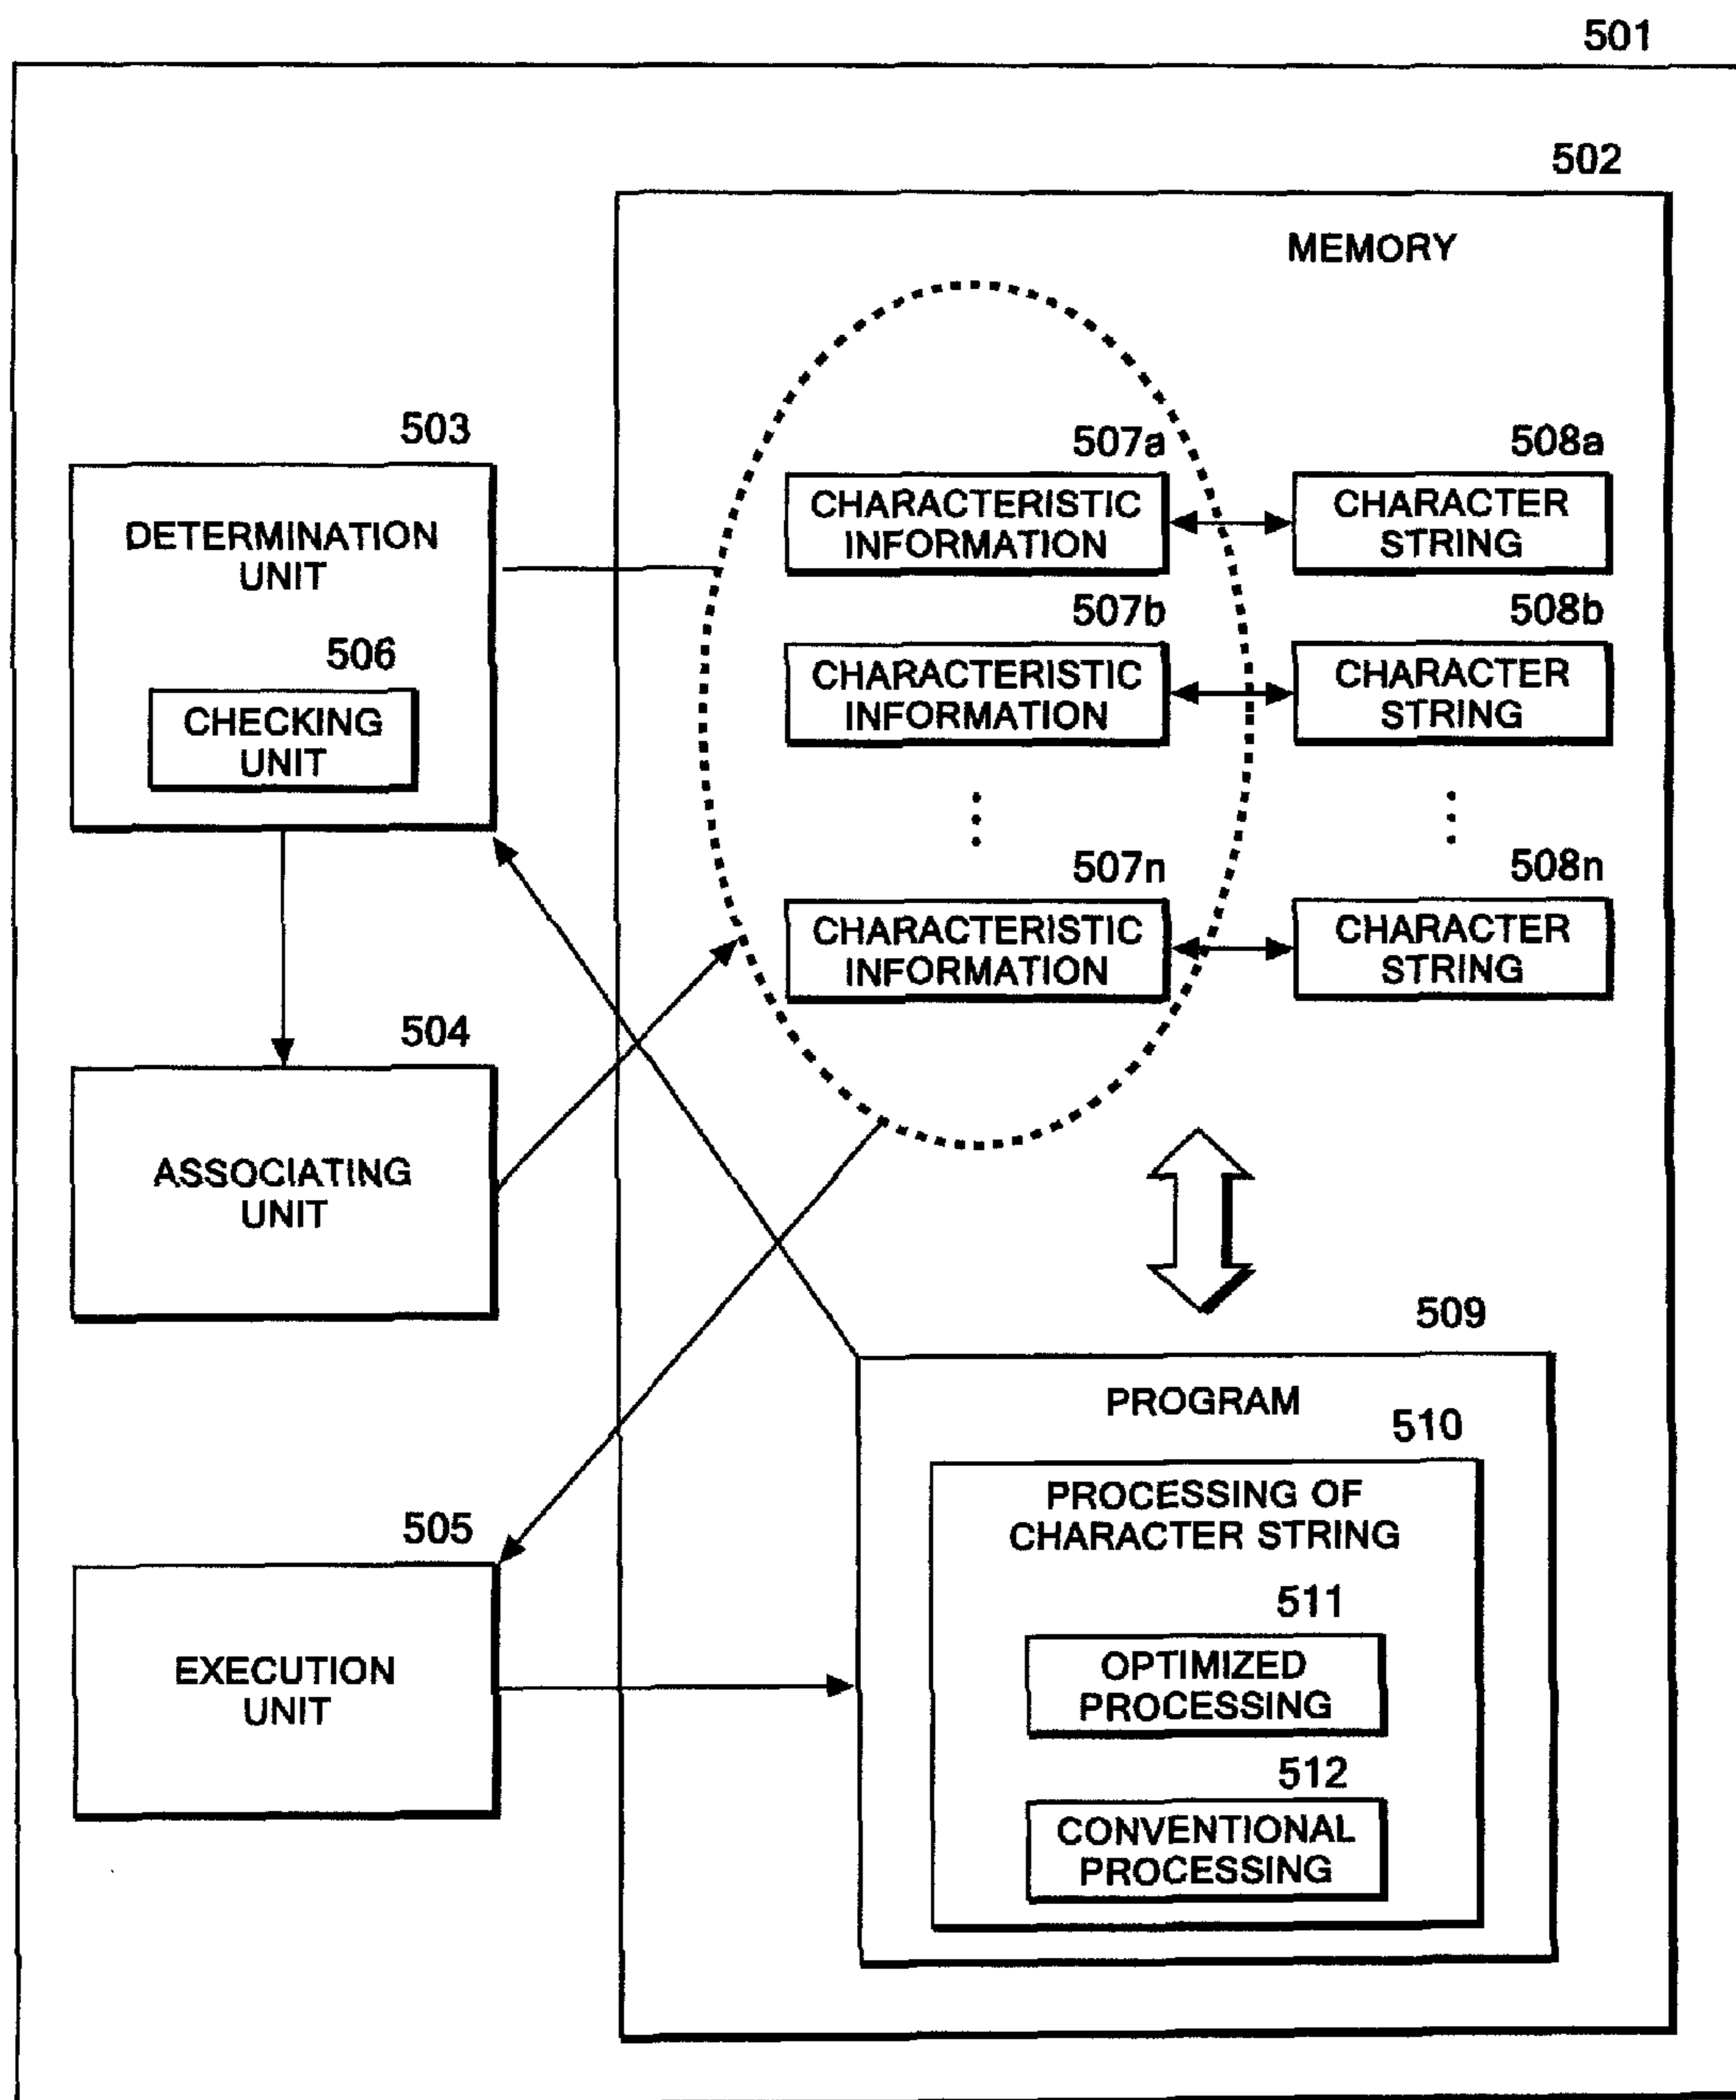 501
502
MEMORY
503
DETERMINATION
UNIT
506
CHECKING
UNIT
507a
CHARACTERISTIC
INFORMATION
508a
CHARACTER
STRING
507b
CHARACTERISTIC
INFORMATION
508b
CHARACTER
STRING
507n
CHARACTERISTIC
INFORMATION
508n
CHARACTER
STRING
504
ASSOCIATING
UNIT
509
PROGRAM
510
PROCESSING OF
CHARACTER STRING
505
EXECUTION
UNIT
511
OPTIMIZED
PROCESSING
512
CONVENTIONAL
PROCESSING